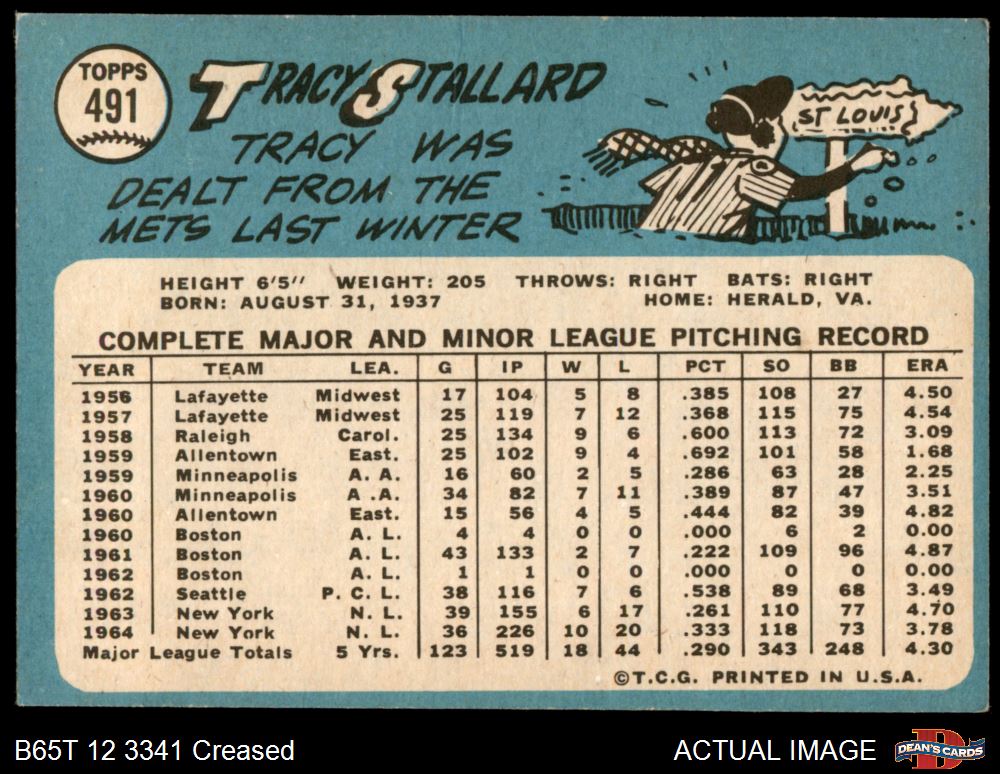 TOPPS
491
TRACY STALLARD
TRACY WAS
DEALT FROM THE
METS LAST WINTER
ST LOUIS
HEIGHT 6'5" WEIGHT: 205 THROWS: RIGHT BATS: RIGHT
BORN: AUGUST 31, 1937 HOME: HERALD, VA.
COMPLETE MAJOR AND MINOR LEAGUE PITCHING RECORD
YEAR TEAM LEA. G IP W L PCT SO BB ERA
1956 Lafayette Midwest 17 104 5 8 .385 108 27 4.50
1957 Lafayette Midwest 25 119 7 12 .368 115 75 4.54
1958 Raleigh Carol. 25 134 9 6 .600 113 72 3.09
1959 Allentown East. 25 102 9 4 .692 101 58 1.68
1959 Minneapolis A. A. 16 60 2 5 .286 63 28 2.25
1960 Minneapolis A .A. 34 82 7 11 .389 87 47 3.51
1960 Allentown East. 15 56 4 5 .444 82 39 4.82
1960 Boston A. L. 4 4 0 0 .000 6 2 0.00
1961 Boston A. L. 43 133 2 7 .222 109 96 4.87
1962 Boston A. L. 1 1 0 0 .000 0 0 0.00
1962 Seattle P. C. L. 38 116 7 6 .538 89 68 3.49
1963 New York N. L. 39 155 6 17 .261 110 77 4.70
1964 New York N. L. 36 226 10 20 .333 118 73 3.78
Major League Totals 5 Yrs. 123 519 18 44 .290 343 248 4.30
©T.C.G. PRINTED IN U.S.A.
B65T 12 3341 Creased ACTUAL IMAGE DEAN'S CARDS